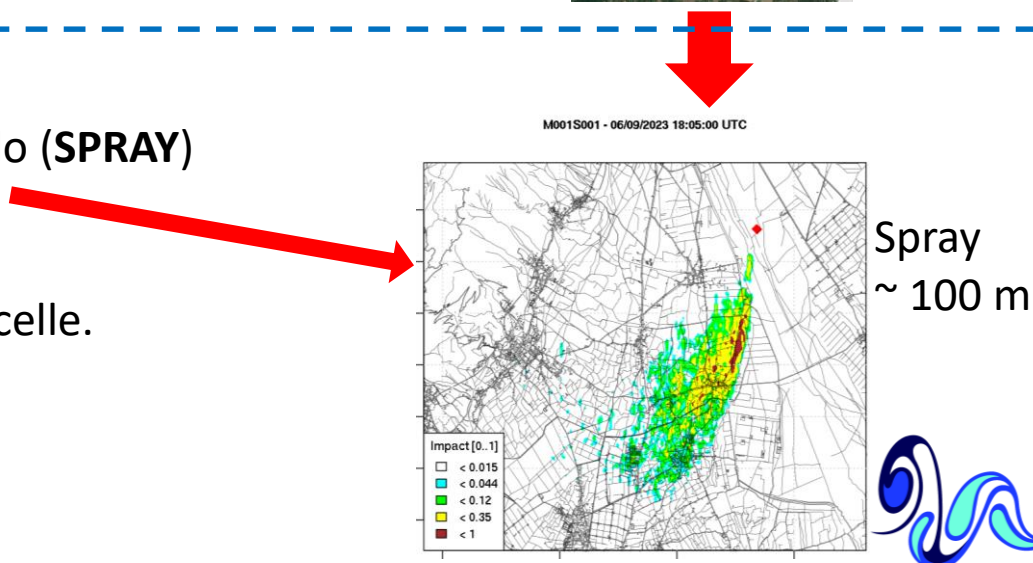 M001S001 - 06/09/2023 18:05:00 UTC
o (SPRAY)
celle.
Spray
~ 100 m
Impact [0..1]
< 0.015
< 0.044
< 0.12
< 0.35
< 1